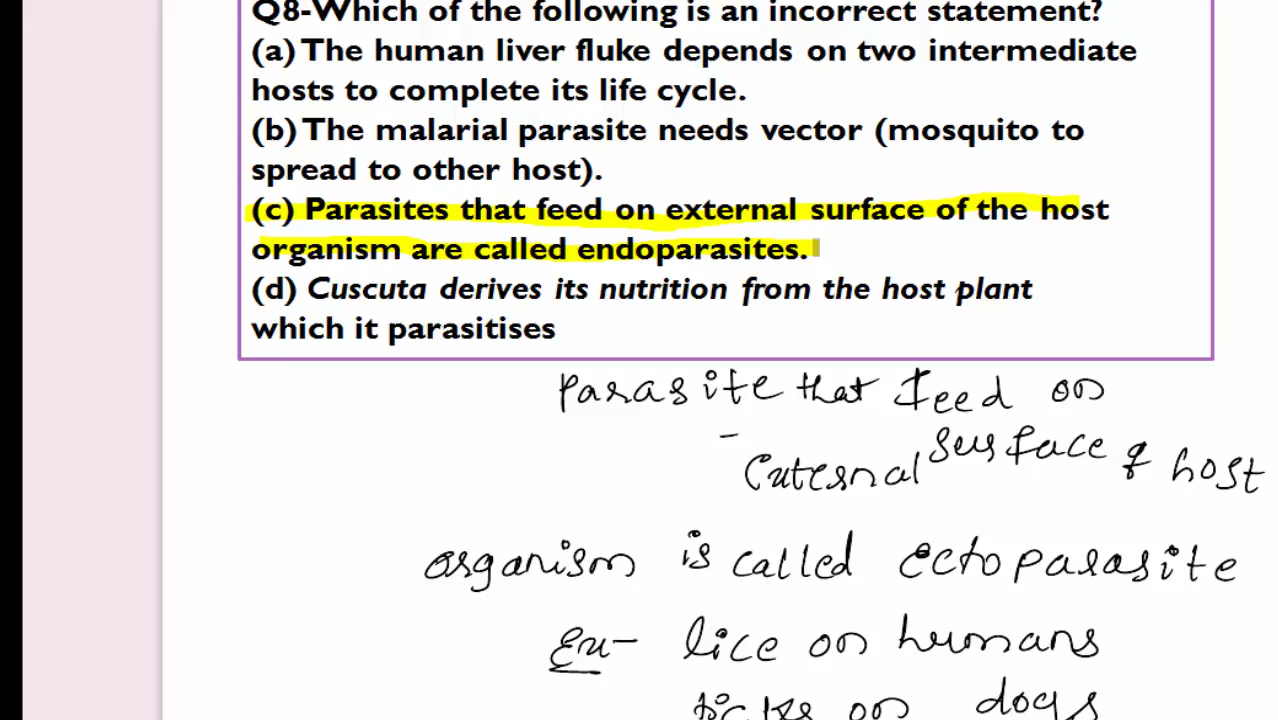 Q8-Which of the following is an incorrect statement?
(a) The human liver fluke depends on two intermediate
hosts to complete its life cycle.
(b) The malarial parasite needs vector (mosquito to
spread to other host).
(c) Parasites that feed on external surface of the host
organism are called endoparasites.
(d) Cuscuta derives its nutrition from the host plant
which it parasitises
Parasite that feed on
external surface of host
organism is called ectoparasite
Ex- lice on humans
ticks on dogs